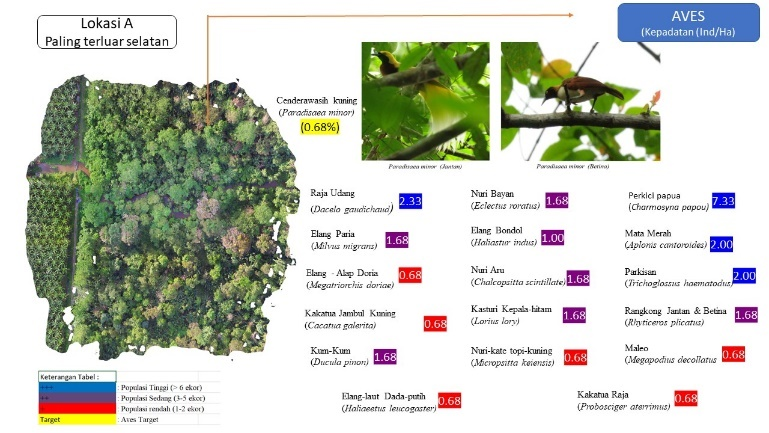 Lokasi A
Paling terluar selatan
AVES
(Kepadatan (Ind/Ha)
Cenderawasih kuning
(Paradisaea minor)
(0.68%)
Paradisaea minor (Jantan)
Paradisaea minor (Betina)
Raja Udang
(Dacelo gaudichaud)
2.33
Nuri Bayan
(Eclectus roratus)
1.68
Perkici papua
(Charmosyna papou)
7.33
Elang Paria
(Milvus migrans)
1.68
Elang Bondol
(Haliastur indus)
1.00
Mata Merah
(Aplonis cantoroides)
2.00
Elang - Alap Doria
(Megatriorchis doriae)
0.68
Nuri Aru
(Chalcopsitta scintillate)
1.68
Parkisan
(Trichoglossus haematodus)
2.00
Kakatua Jambul Kuning
(Cacatua galerita)
0.68
Kasturi Kepala-hitam
(Lorius lory)
1.68
Rangkong Jantan & Betina
(Rhyticeros plicatus)
1.68
Kum-Kum
(Ducula pinon)
1.68
Nuri-kate topi-kuning
(Micropsitta keiensis)
0.68
Maleo
(Megapodius decollatus
0.68
Elang-laut Dada-putih
(Haliaeetus leucogaster)
0.68
Kakatua Raja
(Probosciger aterrimus)
0.68
Keterangan Tabel :
+++ : Populasi Tinggi (> 6 ekor)
++ : Populasi Sedang (3-5 ekor)
: Populasi rendah (1-2 ekor)
Target : Aves Target